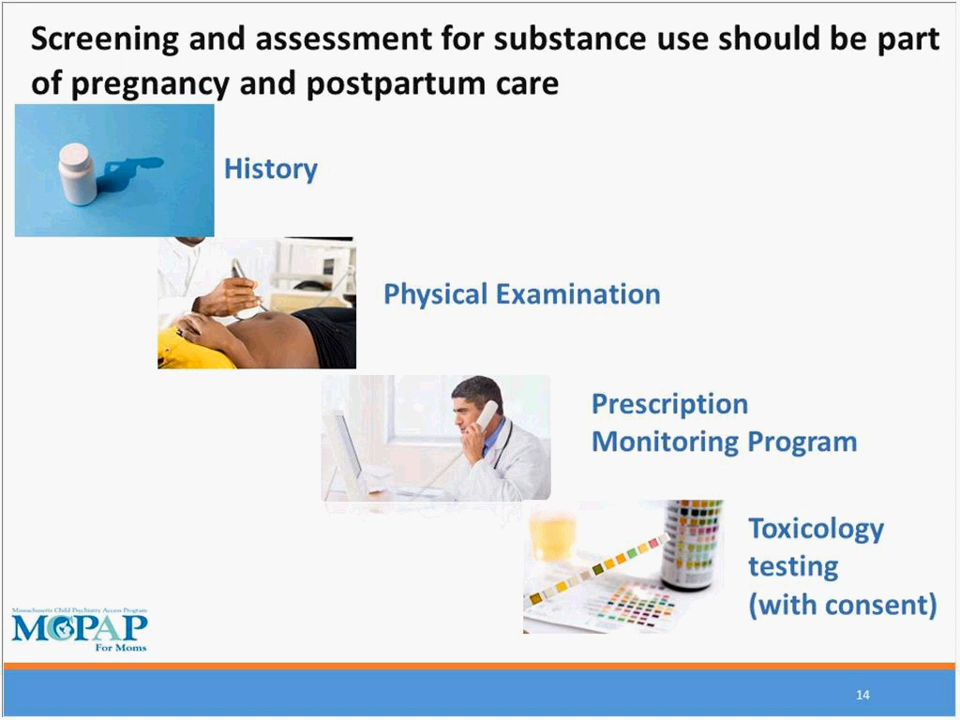 Screening and assessment for substance use should be part
of pregnancy and postpartum care
History
Physical Examination
Prescription
Monitoring Program
Toxicology
testing
(with consent)
Massachusetts Child Psychiatry Access Program
MCPAP
For Moms
14